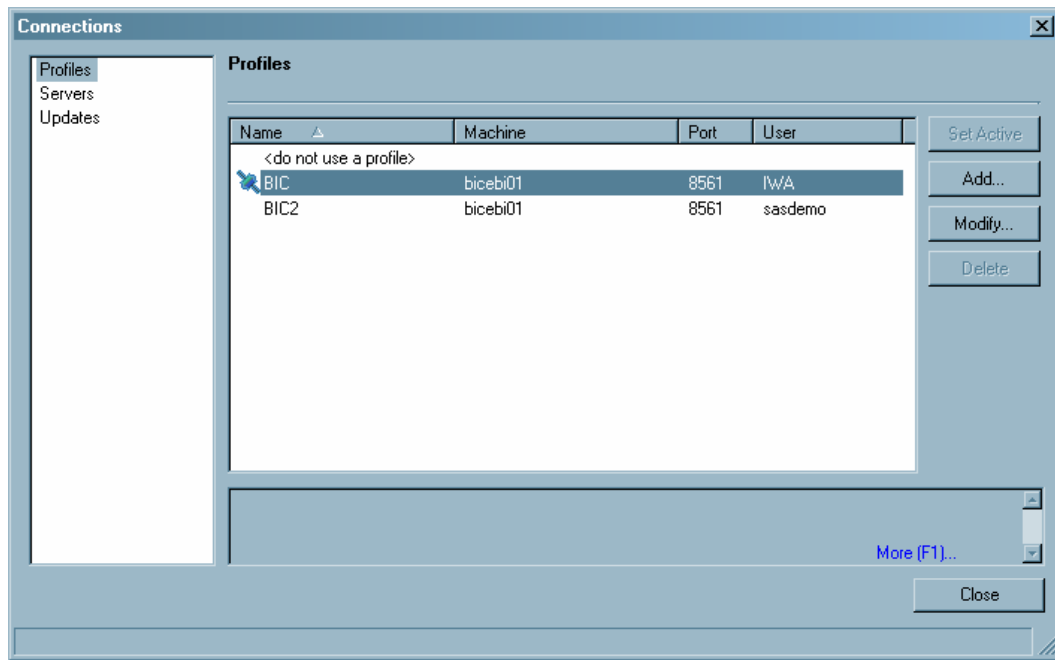 Connections
Profiles
Servers
Updates
Profiles
Name Machine Port User
<do not use a profile>
BIC bicebi01 8561 IWA
BIC2 bicebi01 8561 sasdemo
Set Active
Add...
Modify...
Delete
More (F1)...
Close